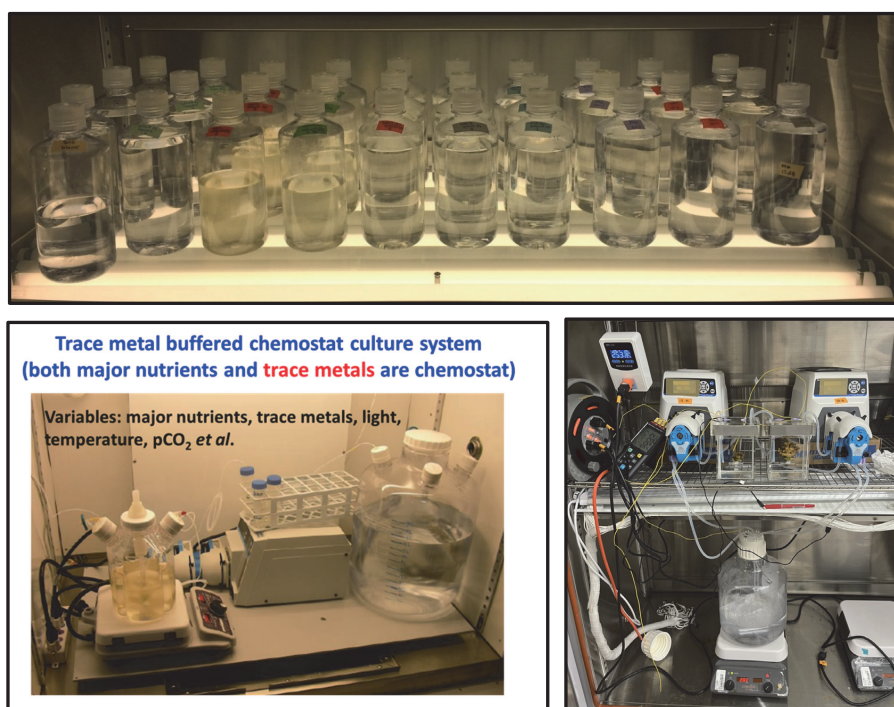 Trace metal buffered chemostat culture system
(both major nutrients and trace metals are chemostat)
Variables: major nutrients, trace metals, light,
temperature, pCO₂ et al.